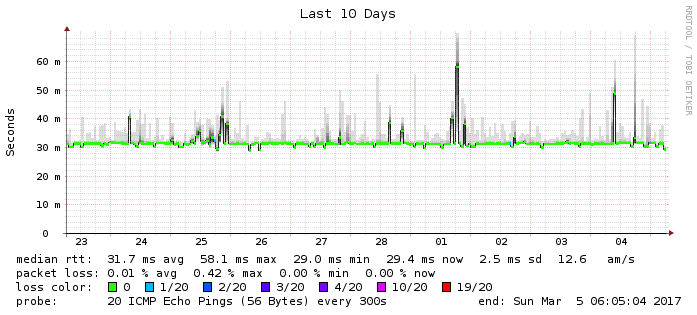 Last 10 Days
RRDTOOL / TOBI OETIKER
Seconds
60 m
50 m
40 m
30 m
20 m
10 m
0
23 24 25 26 27 28 01 02 03 04
median rtt: 31.7 ms avg 58.1 ms max 29.0 ms min 29.4 ms now 2.5 ms sd 12.6 am/s
packet loss: 0.01 % avg 0.42 % max 0.00 % min 0.00 % now
loss color: 0 1/20 2/20 3/20 4/20 10/20 19/20
probe: 20 ICMP Echo Pings (56 Bytes) every 300s end: Sun Mar 5 06:05:04 2017